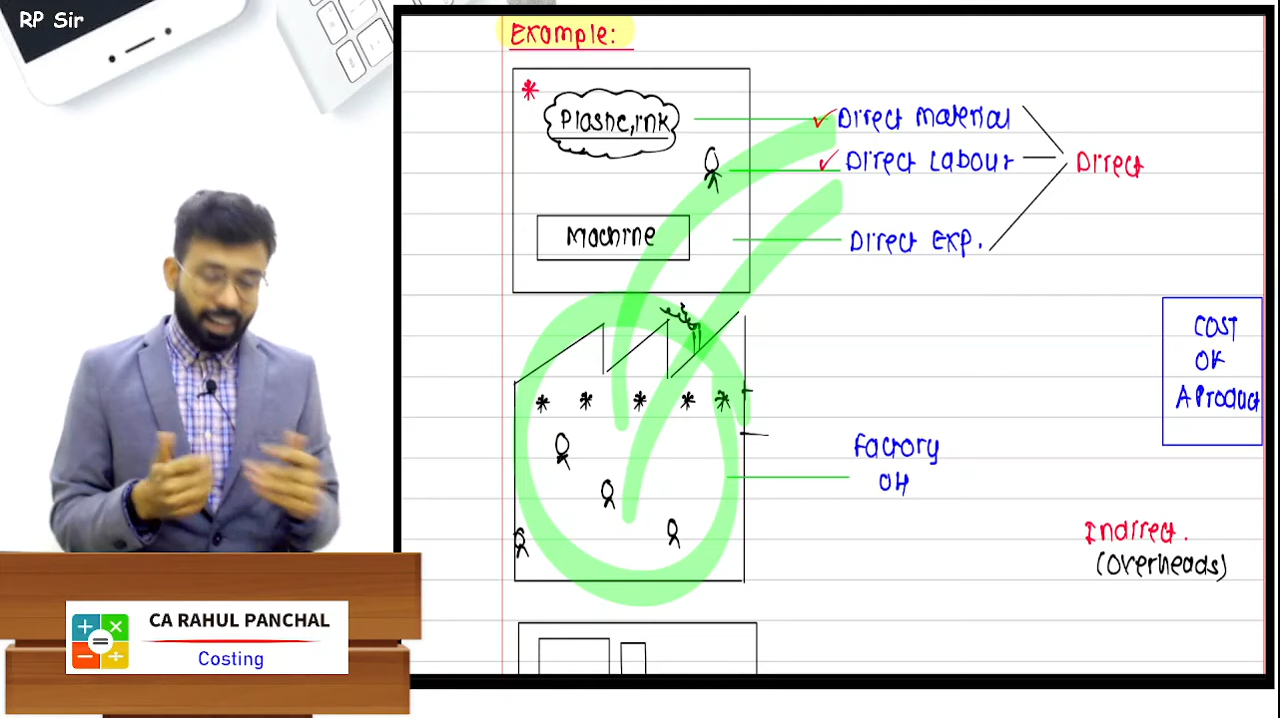 RP Sir
Example:
Plastic, ink
Direct Material
Direct Labour
Direct
Machine
Direct Exp.
COST
OF
A Product
Factory
OH
Indirect.
(Overheads)
CA RAHUL PANCHAL
Costing